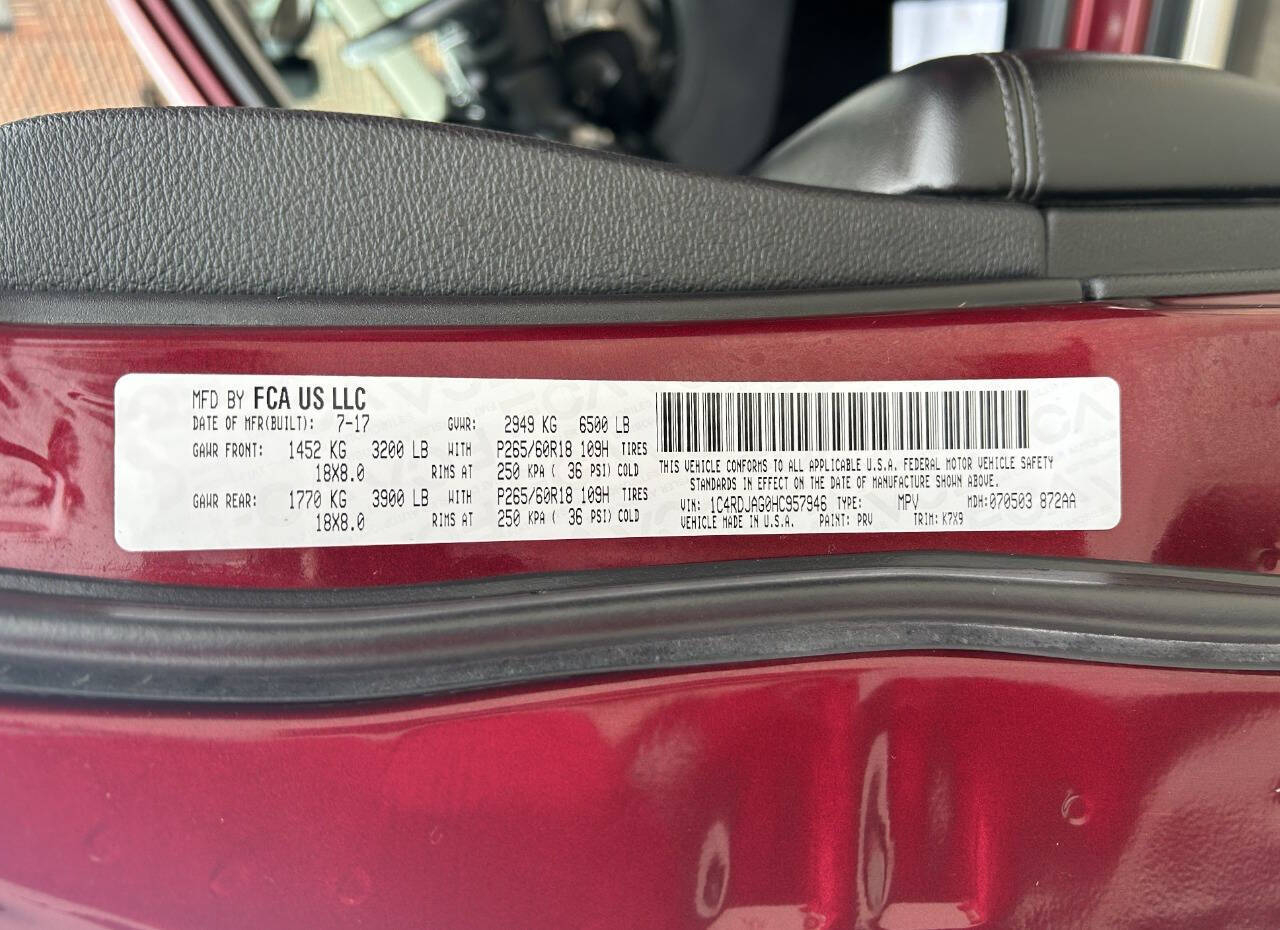 MFD BY FCA US LLC
DATE OF MFR(BUILT): 7-17 GVWR: 2949 KG 6500 LB
GAWR FRONT: 1452 KG 3200 LB WITH P265/60R18 109H TIRES
18X8.0 RIMS AT 250 KPA ( 36 PSI) COLD
GAWR REAR: 1770 KG 3900 LB WITH P265/60R18 109H TIRES
18X8.0 RIMS AT 250 KPA ( 36 PSI) COLD
THIS VEHICLE CONFORMS TO ALL APPLICABLE U.S.A. FEDERAL MOTOR VEHICLE SAFETY
STANDARDS IN EFFECT ON THE DATE OF MANUFACTURE SHOWN ABOVE.
VIN: 1C4RDJAG0HC957946 TYPE: MPV MDH: 070503 872AA
VEHICLE MADE IN U.S.A. PAINT: PRV TRIM: K7X9